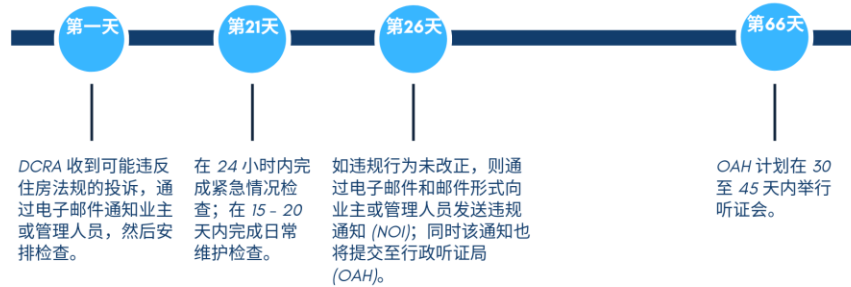 第一天
第21天
第26天
第66天
DCRA 收到可能违反
住房法规的投诉，通
过电子邮件通知业主
或管理人员，然后安
排检查。
在 24 小时内完
成紧急情况检
查；在 15 - 20
天内完成日常
维护检查。
如违规行为未改正，则通
过电子邮件和邮件形式向
业主或管理人员发送违规
通知 (NOI)；同时该通知也
将提交至行政听证局
(OAH)。
OAH 计划在 30
至 45 天内举行
听证会。